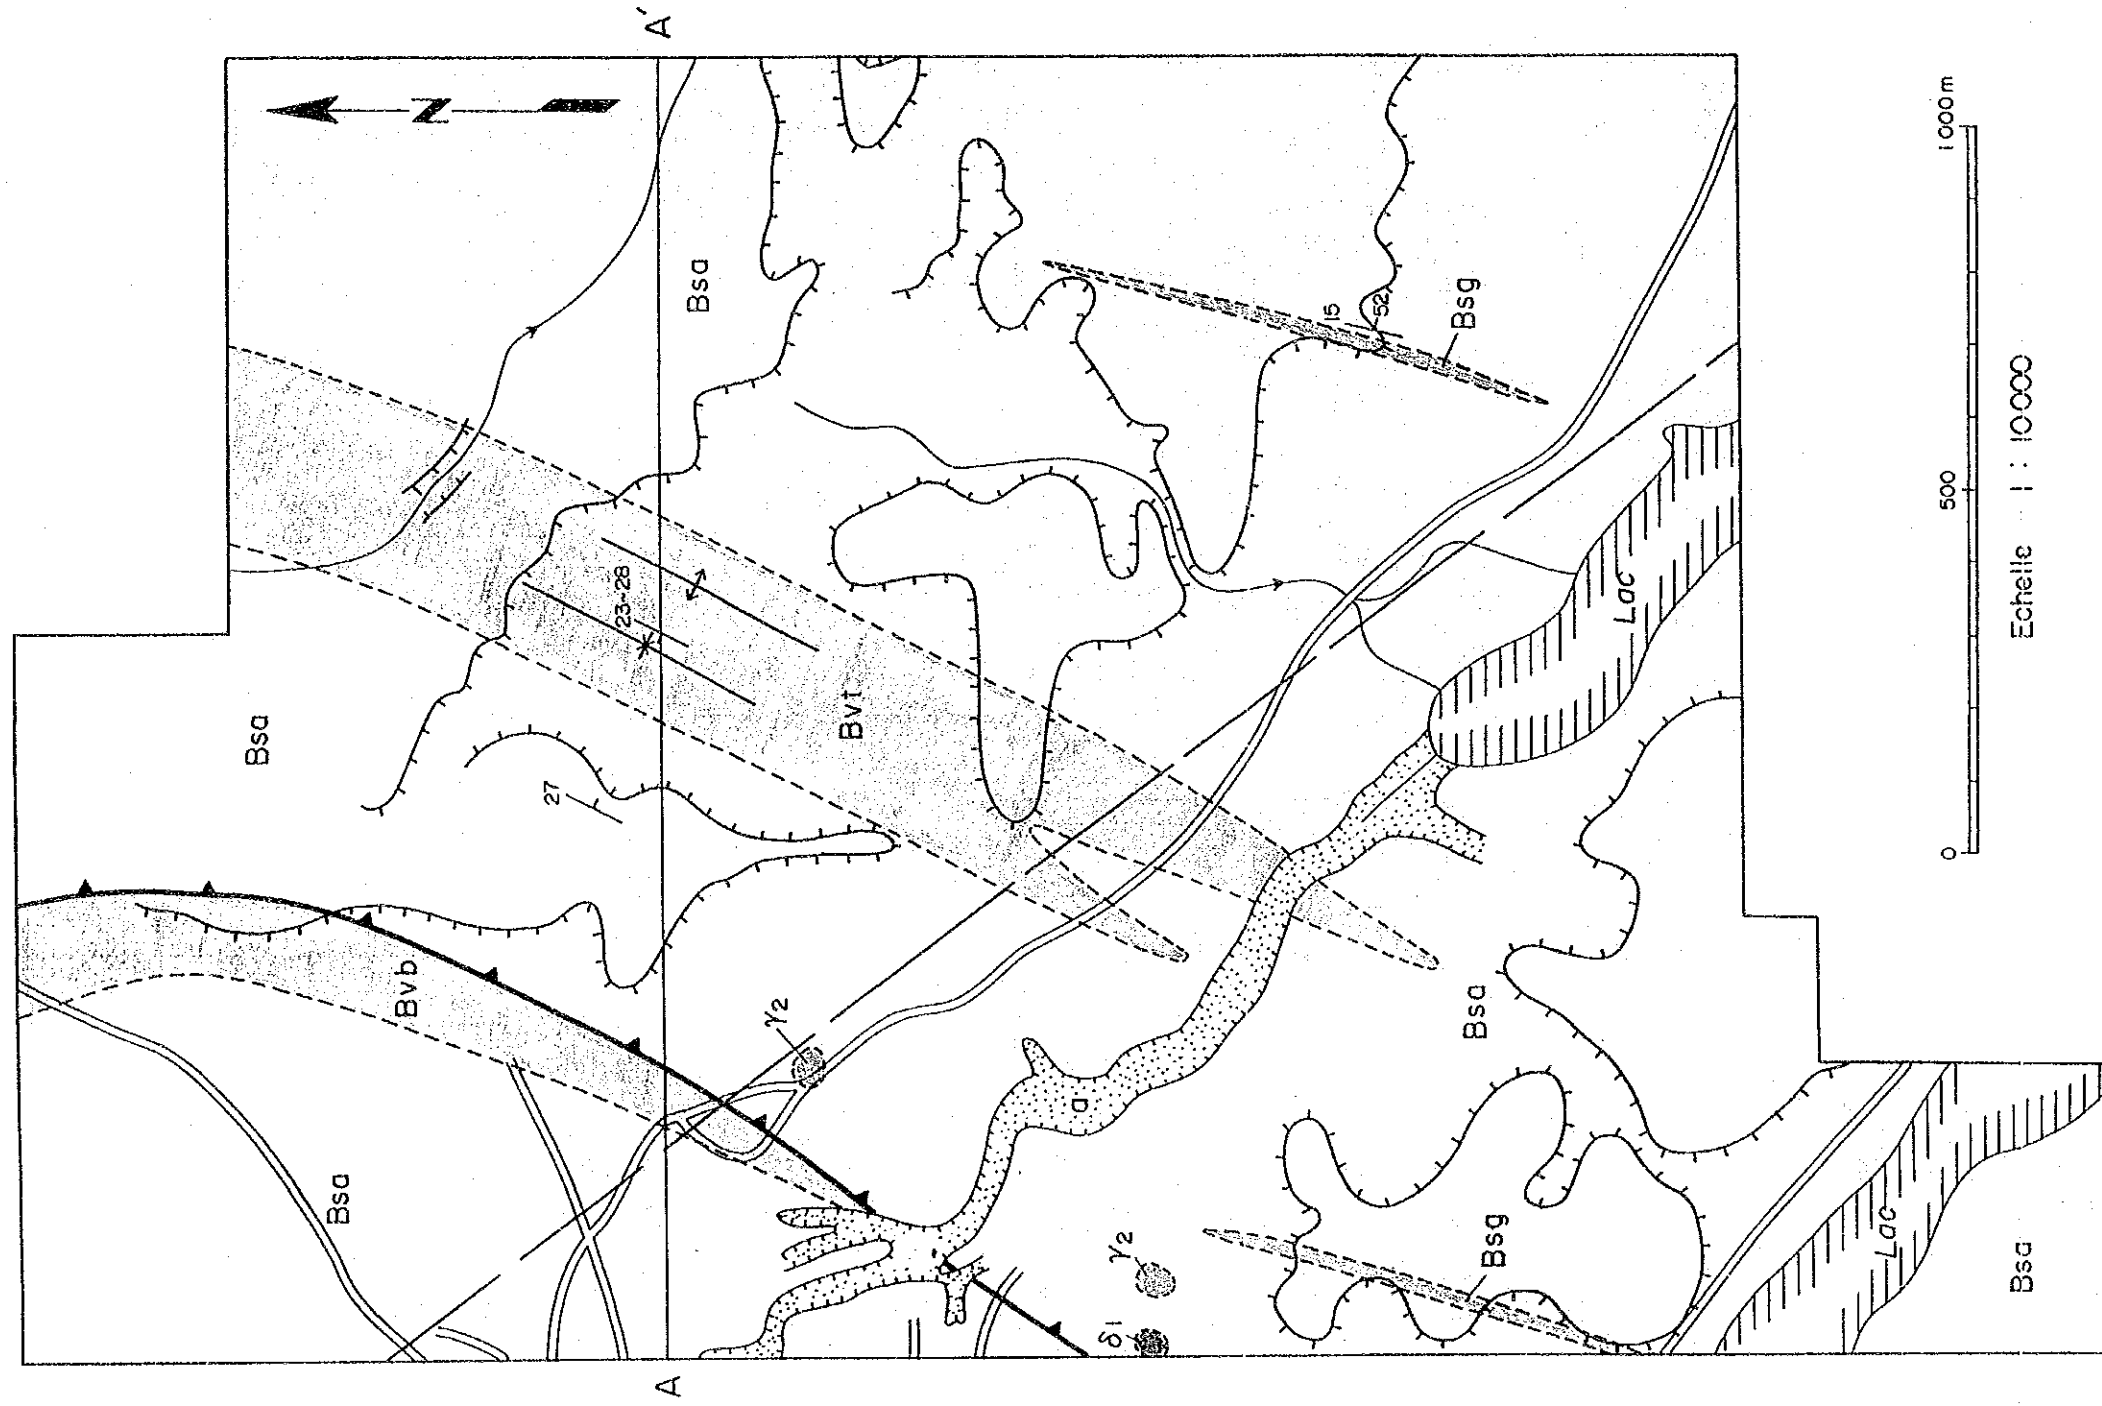 A'
N
Bsa
15
52
Bsg
Bsa
23-28
Bvt
27
Lac
Bvb
γ2
Bsa
a
Bsa
γ2
δ1
Bsg
Lac
Bsa
A
0
500
1000m
Echelle 1 : 10000